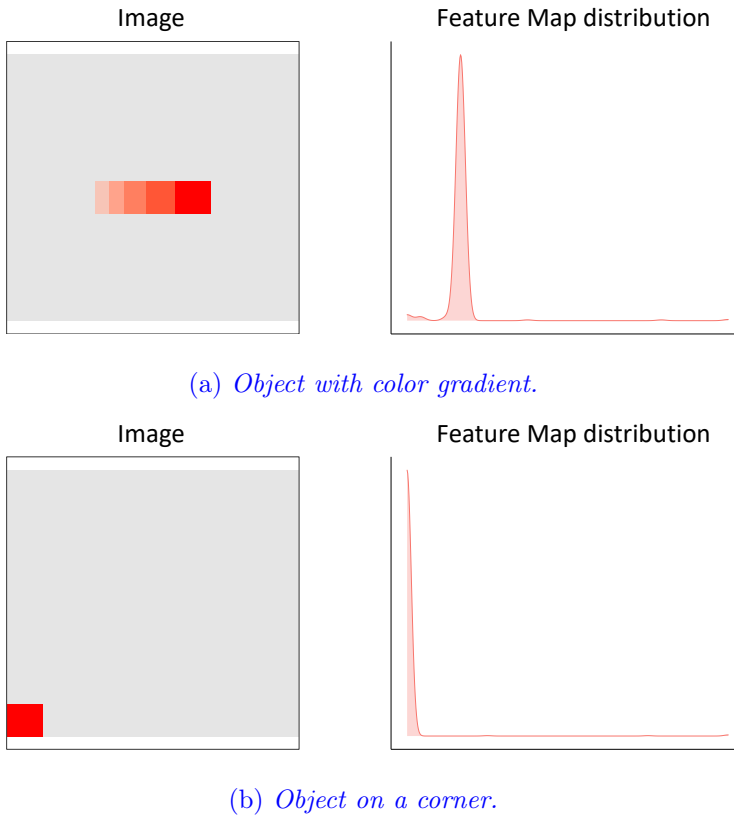 Image
Feature Map distribution
(a) Object with color gradient.
Image
Feature Map distribution
(b) Object on a corner.